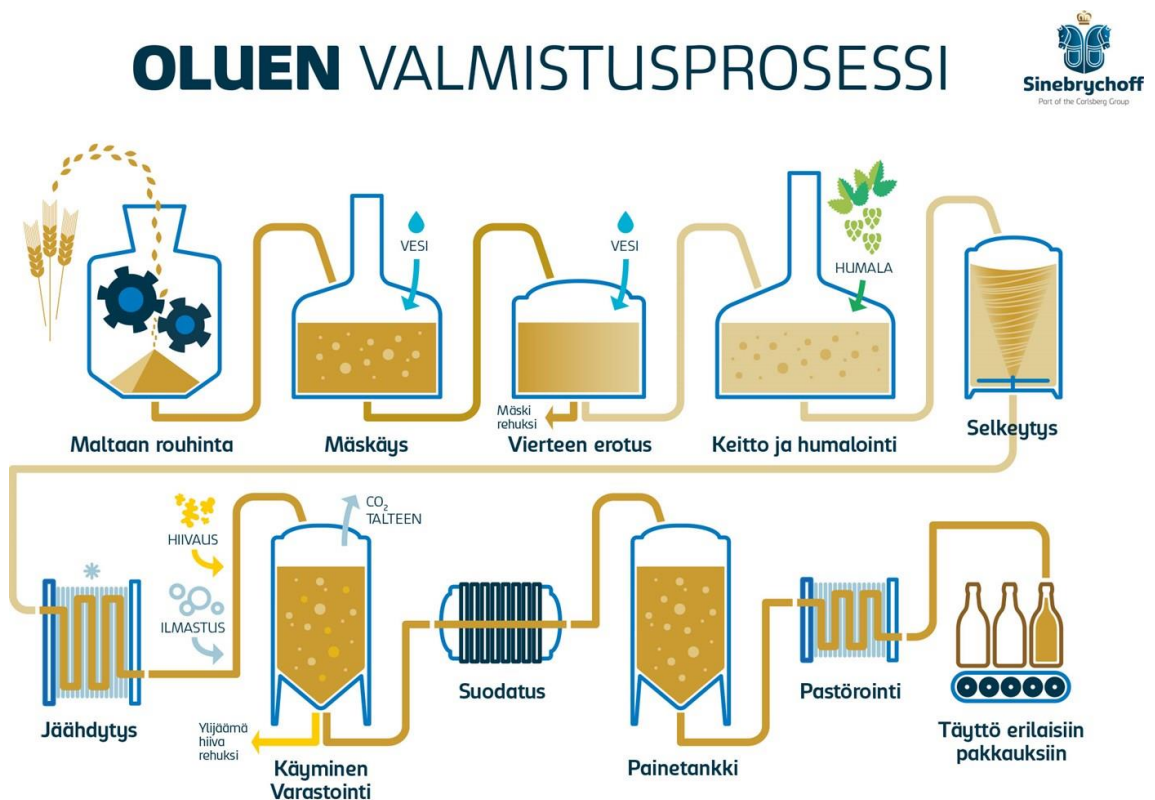 OLUEN VALMISTUSPROSESSI
Sinebrychoff
Part of the Carlsberg Group
VESI
VESI
HUMALA
Mäski
rehuksi
Maltaan rouhinta
Mäskäys
Vierteen erotus
Keitto ja humalointi
Selkeytys
HIIVAUS
ILMASTUS
CO₂
TALTEEN
Jäähdytys
Ylijäämä
hiiva
rehuksi
Käyminen
Varastointi
Suodatus
Painetankki
Pastörointi
Täyttö erilaisiin
pakkauksiin